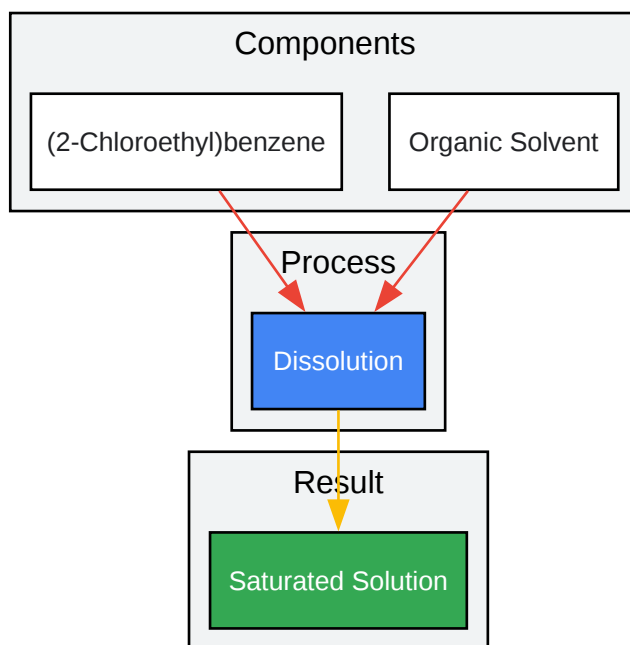 Components
(2-Chloroethyl)benzene
Organic Solvent
Process
Dissolution
Result
Saturated Solution